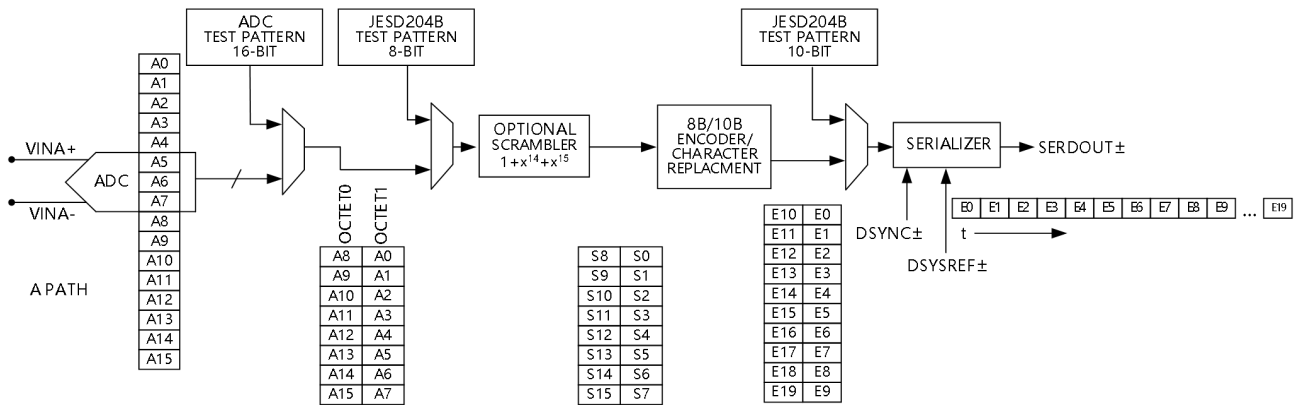 ADC
TEST PATTERN
16-BIT
JESD204B
TEST PATTERN
8-BIT
JESD204B
TEST PATTERN
10-BIT
A0
A1
A2
A3
A4
A5
A6
A7
A8
A9
A10
A11
A12
A13
A14
A15
VINA+
ADC
VINA-
A PATH
OPTIONAL
SCRAMBLER
1+x¹⁴+x¹⁵
8B/10B
ENCODER/
CHARACTER
REPLACMENT
SERIALIZER
SERDOUT±
DSYNC±
DSYSREF±
E0 E1 E2 E3 E4 E5 E6 E7 E8 E9 ... E19
t
OCTET0 OCTET1
A8 A0
A9 A1
A10 A2
A11 A3
A12 A4
A13 A5
A14 A6
A15 A7
S8 S0
S9 S1
S10 S2
S11 S3
S12 S4
S13 S5
S14 S6
S15 S7
E10 E0
E11 E1
E12 E2
E13 E3
E14 E4
E15 E5
E16 E6
E17 E7
E18 E8
E19 E9